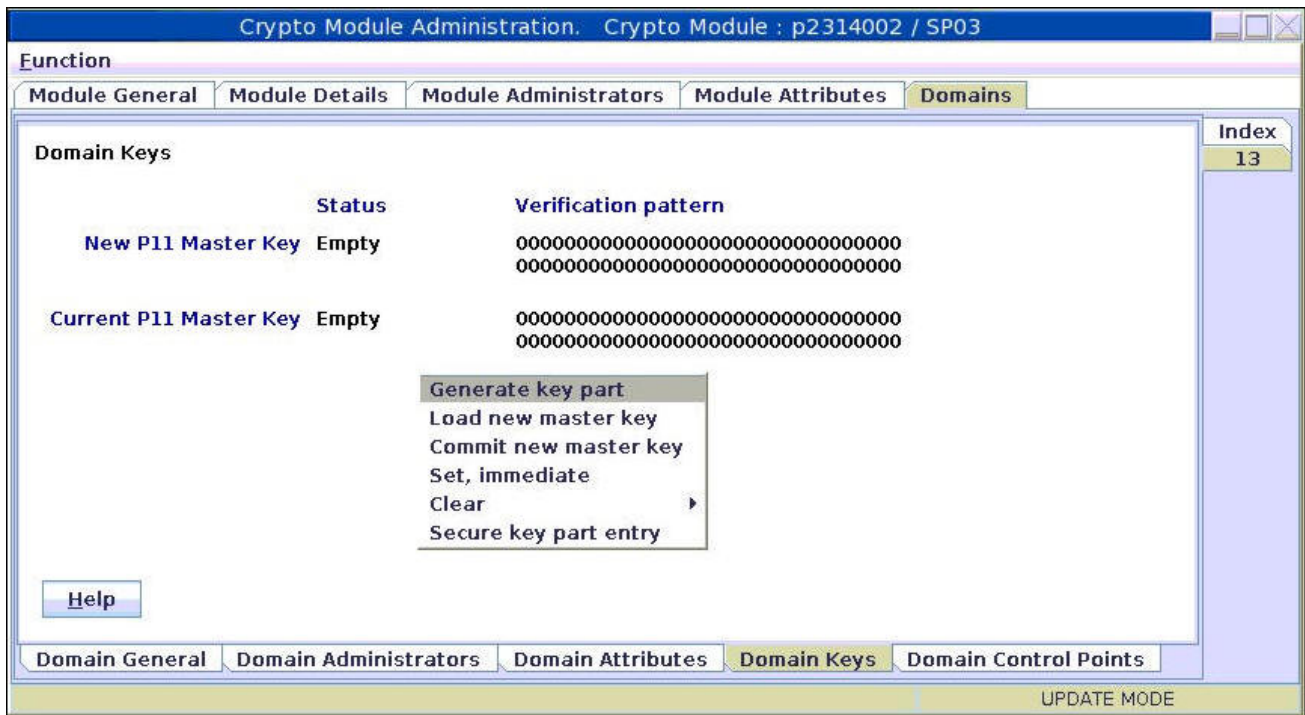 Crypto Module Administration. Crypto Module : p2314002 / SP03
Function
Module General Module Details Module Administrators Module Attributes Domains
Index
13
Domain Keys
Status Verification pattern
New P11 Master Key Empty 00000000000000000000000000000000
00000000000000000000000000000000
Current P11 Master Key Empty 00000000000000000000000000000000
00000000000000000000000000000000
Generate key part
Load new master key
Commit new master key
Set, immediate
Clear
Secure key part entry
Help
Domain General Domain Administrators Domain Attributes Domain Keys Domain Control Points
UPDATE MODE